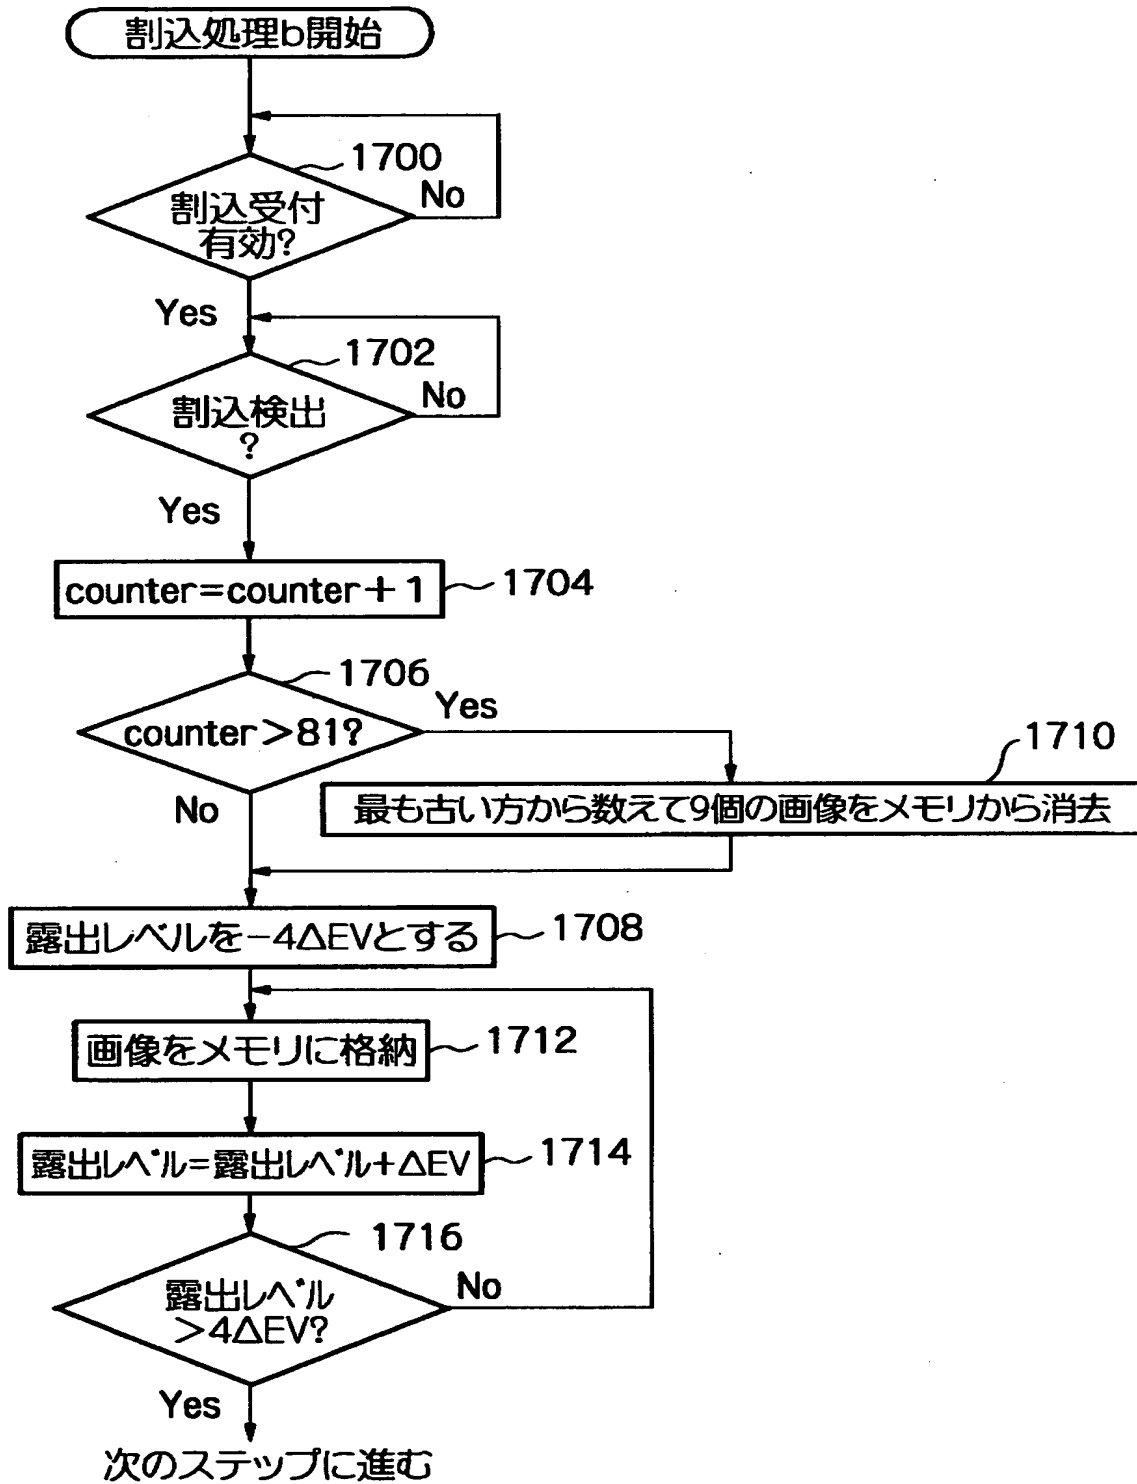 割込処理b開始
1700
No
割込受付
有効?
Yes
1702
No
割込検出
?
Yes
counter=counter+1
1704
1706
Yes
counter>81?
1710
No
最も古い方から数えて9個の画像をメモリから消去
露出レベルを-4ΔEVとする
1708
画像をメモリに格納
1712
露出レベル=露出レベル+ΔEV
1714
1716
No
露出レベル
>4ΔEV?
Yes
次のステップに進む